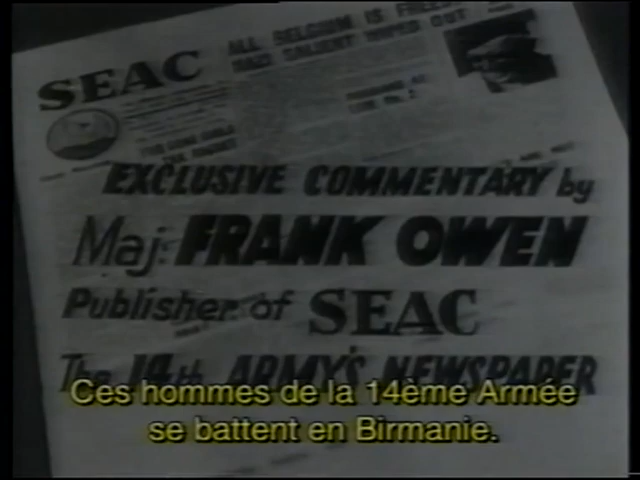 SEAC
ALL BELGIUM IS
NAZI SALIENT WIPED OUT
EXCLUSIVE COMMENTARY by
Maj. FRANK OWEN
Publisher of SEAC
The 14th ARMY'S NEWSPAPER
Ces hommes de la 14ème Armée
se battent en Birmanie.